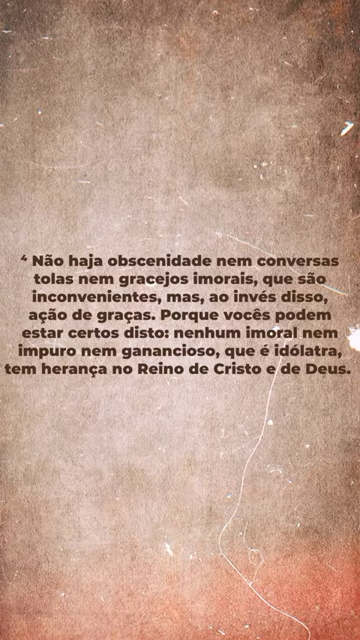 ⁴ Não haja obscenidade nem conversas
tolas nem gracejos imorais, que são
inconvenientes, mas, ao invés disso,
ação de graças. Porque vocês podem
estar certos disto: nenhum imoral nem
impuro nem ganancioso, que é idólatra,
tem herança no Reino de Cristo e de Deus.